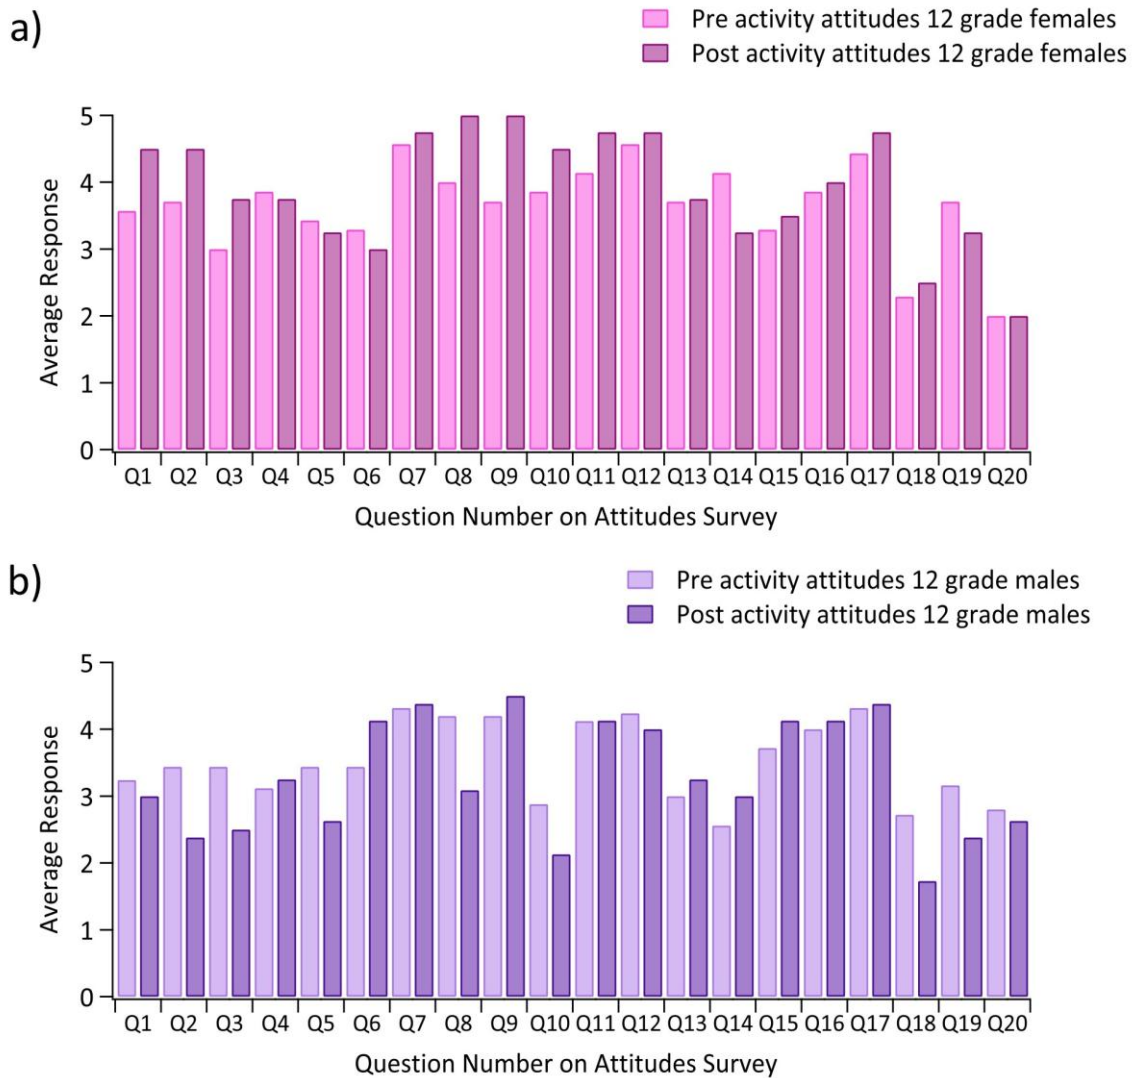 a)
Pre activity attitudes 12 grade females
Post activity attitudes 12 grade females
5
4
3
2
1
0
Average Response
Q1 Q2 Q3 Q4 Q5 Q6 Q7 Q8 Q9 Q10 Q11 Q12 Q13 Q14 Q15 Q16 Q17 Q18 Q19 Q20
Question Number on Attitudes Survey
b)
Pre activity attitudes 12 grade males
Post activity attitudes 12 grade males
5
4
3
2
1
0
Average Response
Q1 Q2 Q3 Q4 Q5 Q6 Q7 Q8 Q9 Q10 Q11 Q12 Q13 Q14 Q15 Q16 Q17 Q18 Q19 Q20
Question Number on Attitudes Survey